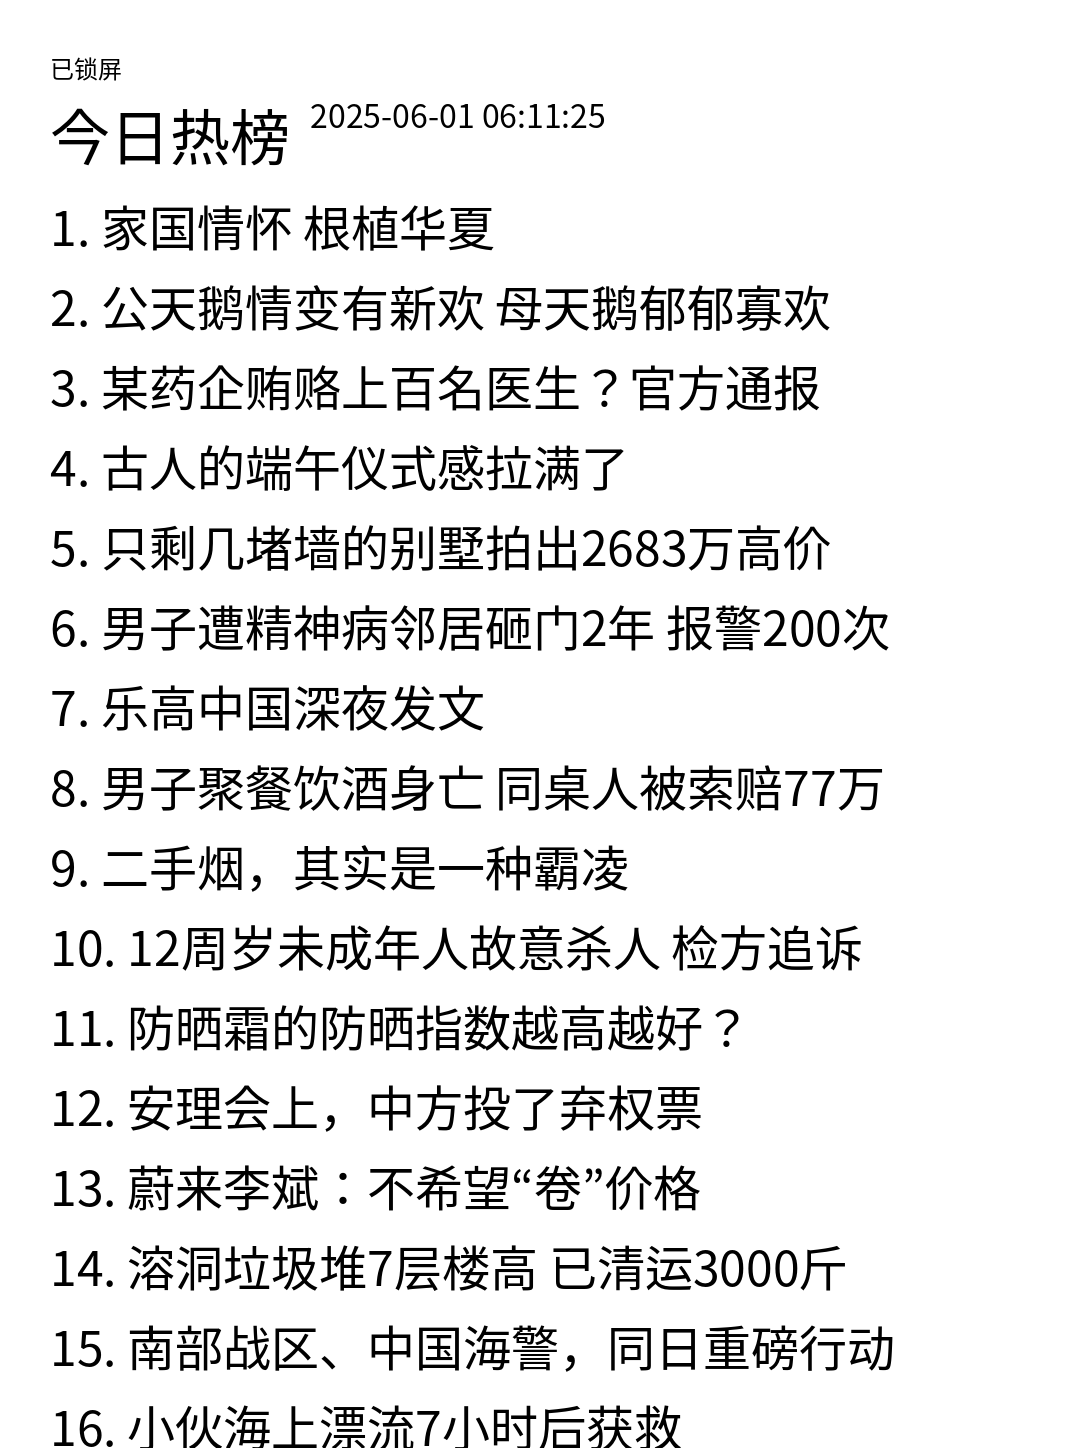 已锁屏
今日热榜 2025-06-01 06:11:25
1. 家国情怀 根植华夏
2. 公天鹅情变有新欢 母天鹅郁郁寡欢
3. 某药企贿赂上百名医生？官方通报
4. 古人的端午仪式感拉满了
5. 只剩几堵墙的别墅拍出2683万高价
6. 男子遭精神病邻居砸门2年 报警200次
7. 乐高中国深夜发文
8. 男子聚餐饮酒身亡 同桌人被索赔77万
9. 二手烟，其实是一种霸凌
10. 12周岁未成年人故意杀人 检方追诉
11. 防晒霜的防晒指数越高越好？
12. 安理会上，中方投了弃权票
13. 蔚来李斌：不希望“卷”价格
14. 溶洞垃圾堆7层楼高 已清运3000斤
15. 南部战区、中国海警，同日重磅行动
16. 小伙海上漂流7小时后获救